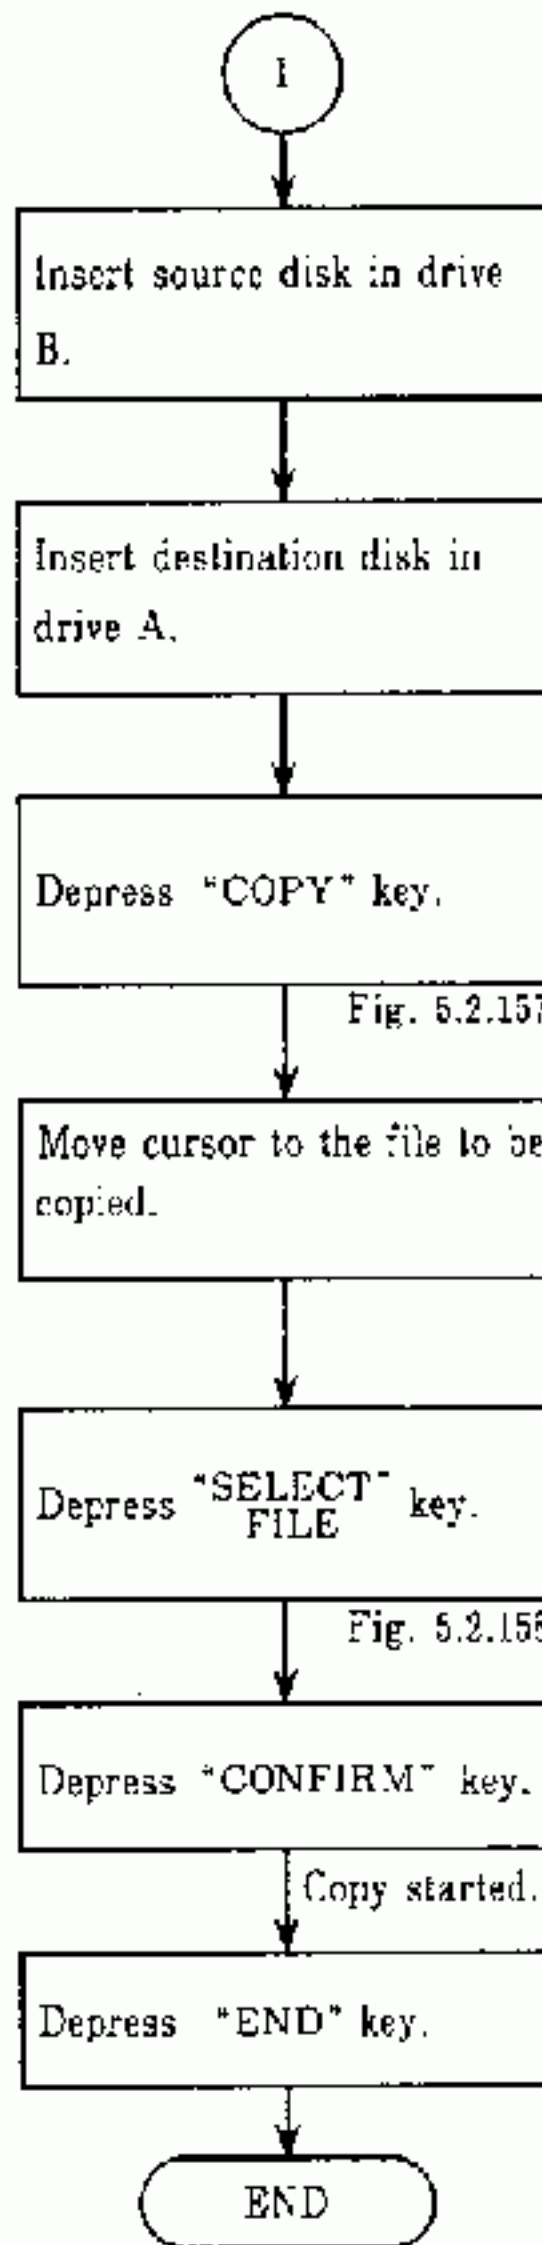 1
Insert source disk in drive
B.
Insert destination disk in
drive A.
Depress "COPY" key.
Fig. 5.2.157
Move cursor to the file to be
copied.
Depress "SELECT" key.
FILE
Fig. 5.2.158
Depress "CONFIRM" key.
Copy started.
Depress "END" key.
END